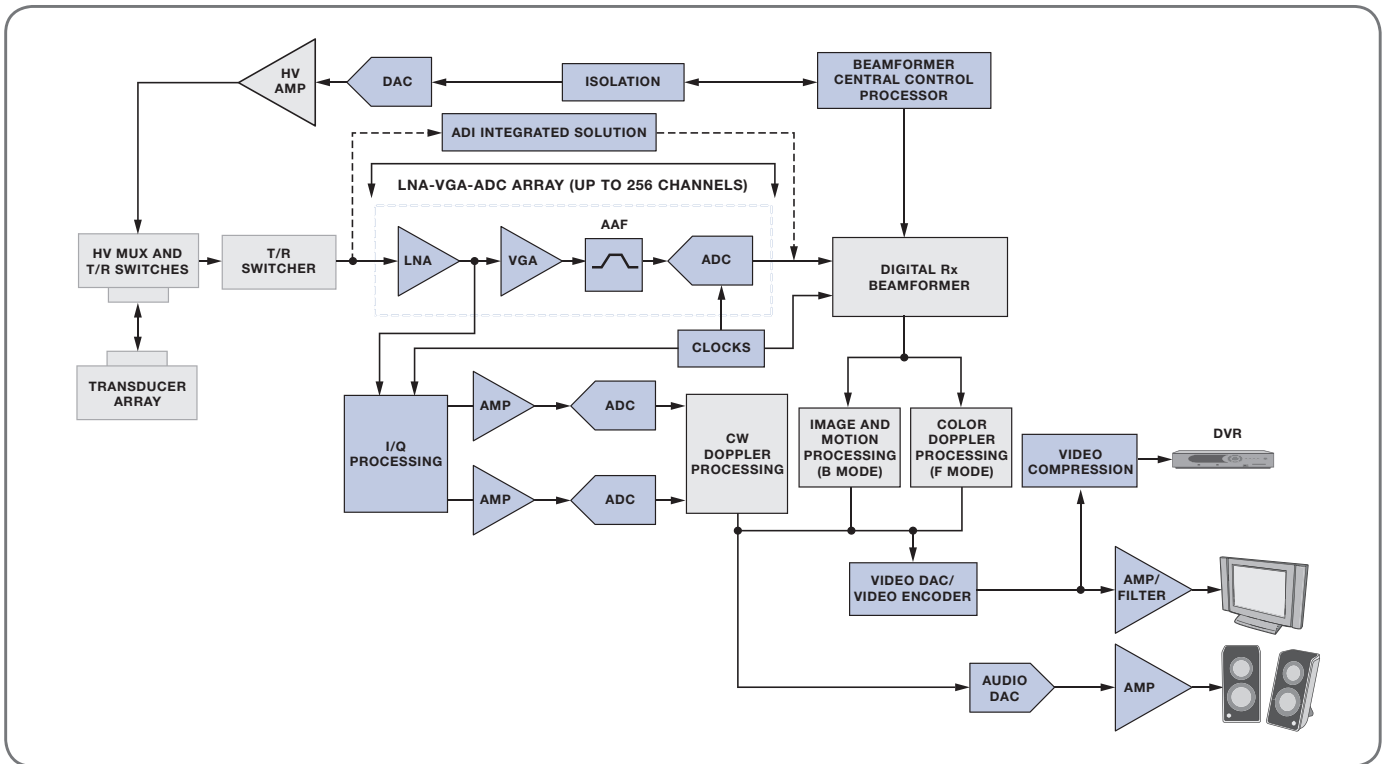 HV
AMP
DAC
ISOLATION
BEAMFORMER
CENTRAL CONTROL
PROCESSOR
ADI INTEGRATED SOLUTION
LNA-VGA-ADC ARRAY (UP TO 256 CHANNELS)
HV MUX AND
T/R SWITCHES
T/R
SWITCHER
LNA
VGA
AAF
ADC
DIGITAL Rx
BEAMFORMER
CLOCKS
TRANSDUCER
ARRAY
I/Q
PROCESSING
AMP
ADC
AMP
ADC
CW
DOPPLER
PROCESSING
IMAGE AND
MOTION
PROCESSING
(B MODE)
COLOR
DOPPLER
PROCESSING
(F MODE)
VIDEO
COMPRESSION
DVR
VIDEO DAC/
VIDEO ENCODER
AMP/
FILTER
AUDIO
DAC
AMP